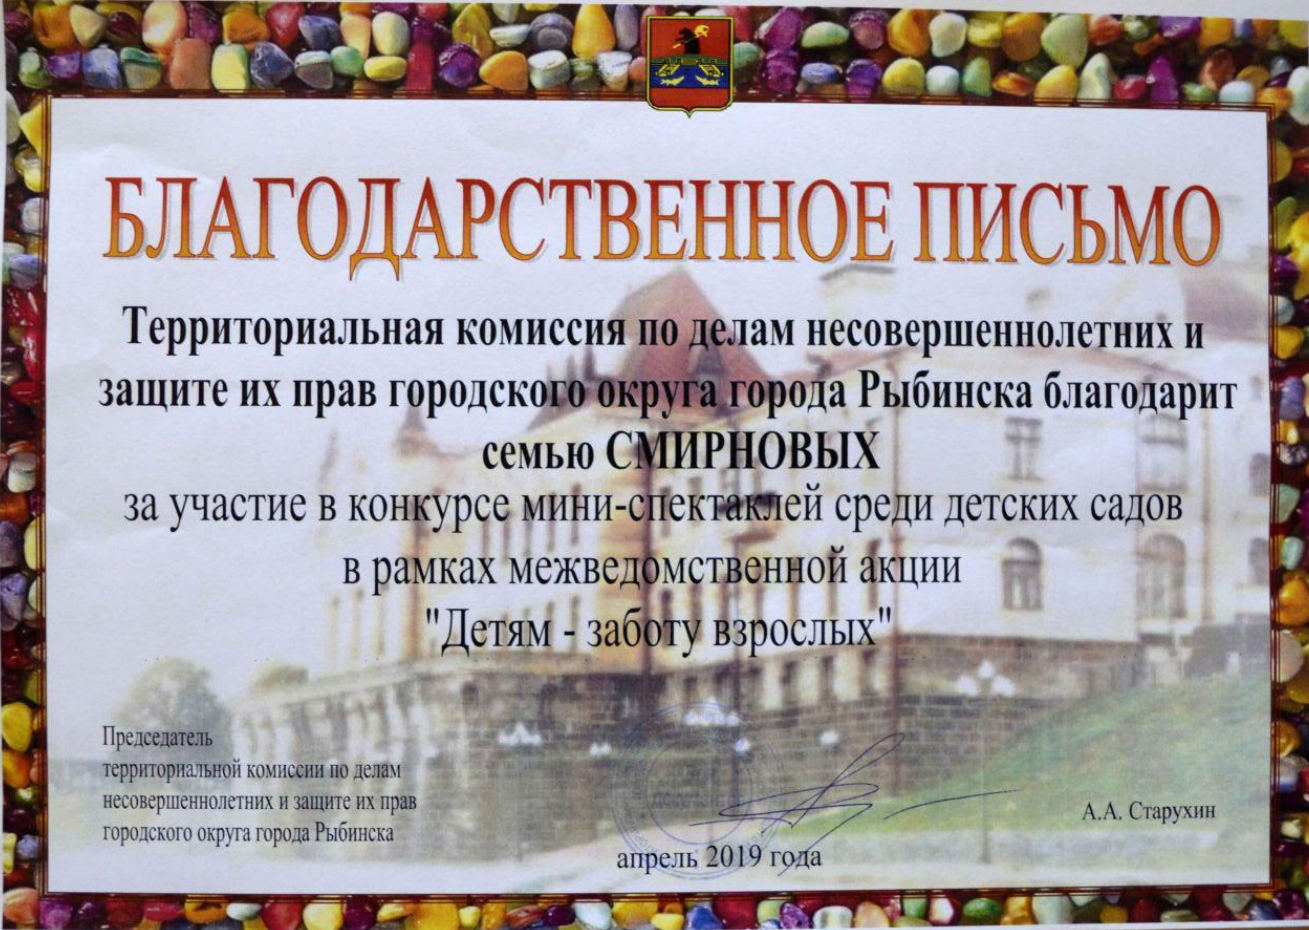 БЛАГОДАРСТВЕННОЕ ПИСЬМО
Территориальная комиссия по делам несовершеннолетних и
защите их прав городского округа города Рыбинска благодарит
семью СМИРНОВЫХ
за участие в конкурсе мини-спектаклей среди детских садов
в рамках межведомственной акции
"Детям - заботу взрослых"
Председатель
территориальной комиссии по делам
несовершеннолетних и защите их прав
городского округа города Рыбинска
А.А. Старухин
апрель 2019 года